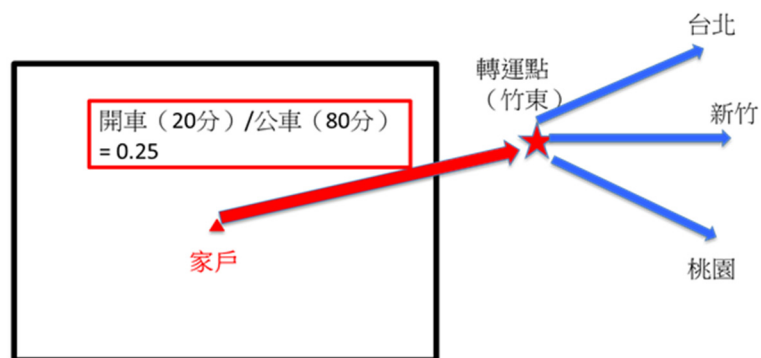 台北
轉運點
（竹東）
新竹
開車（20分）/公車（80分）
= 0.25
家戶
桃園